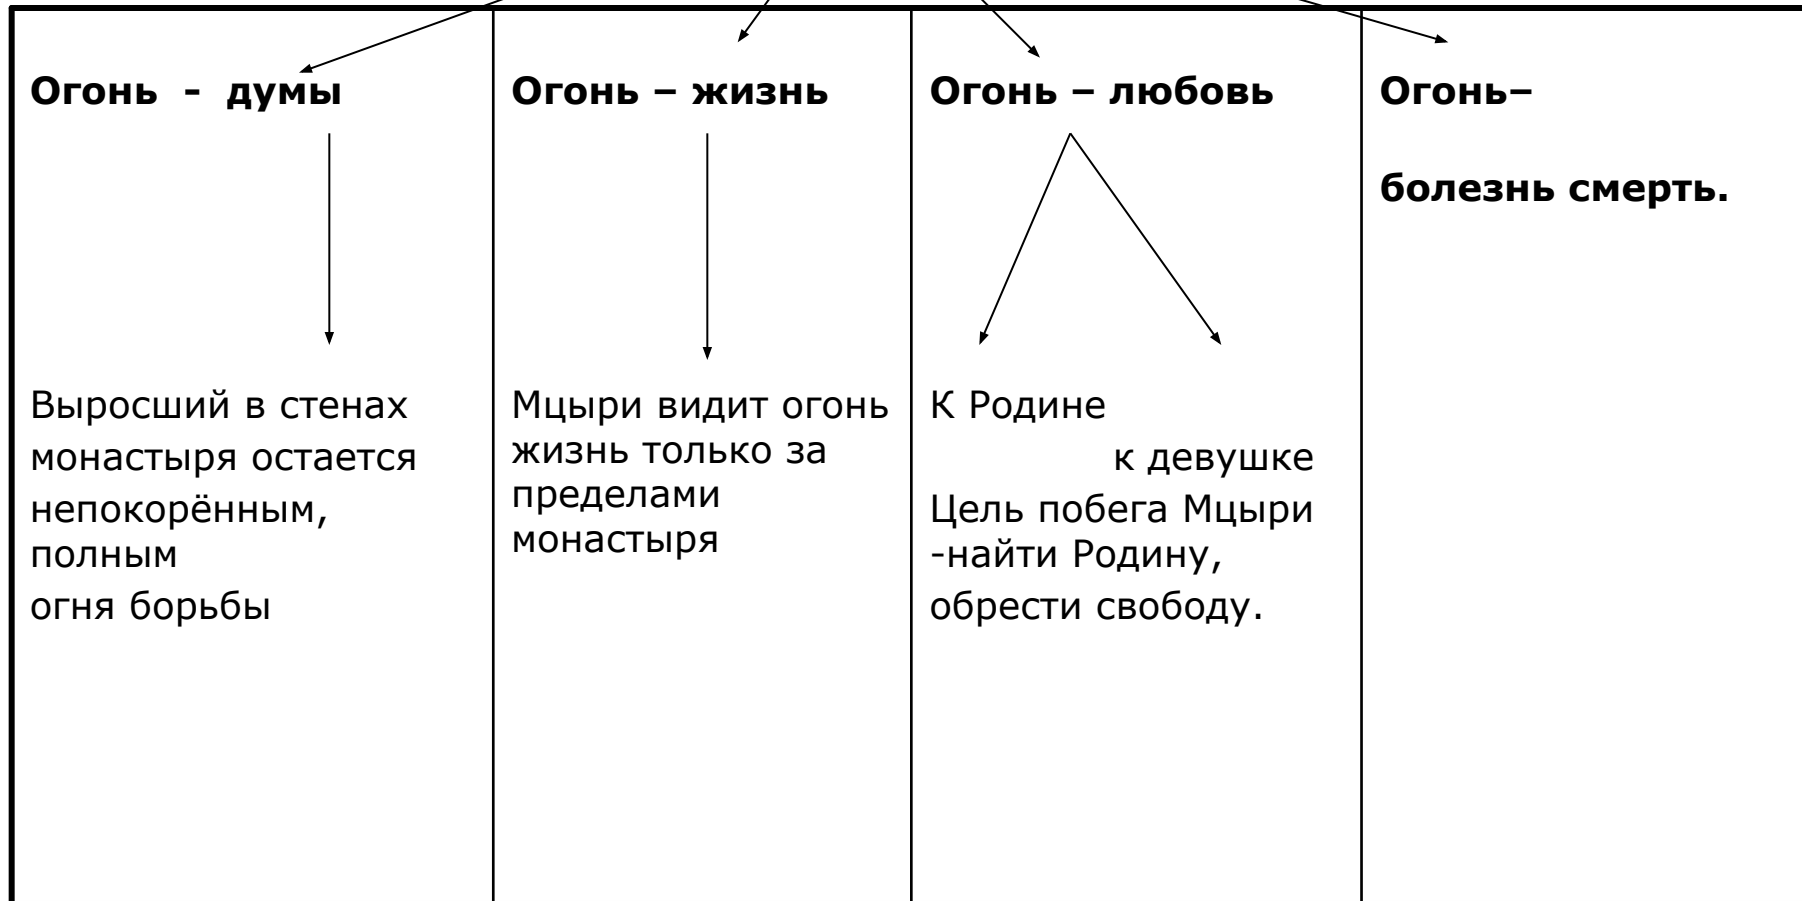 Огонь - думы
Выросший в стенах
монастыря остается
непокорённым,
полным
огня борьбы
Огонь – жизнь
Мцыри видит огонь
жизнь только за
пределами
монастыря
Огонь – любовь
К Родине
к девушке
Цель побега Мцыри
-найти Родину,
обрести свободу.
Огонь–
болезнь смерть.